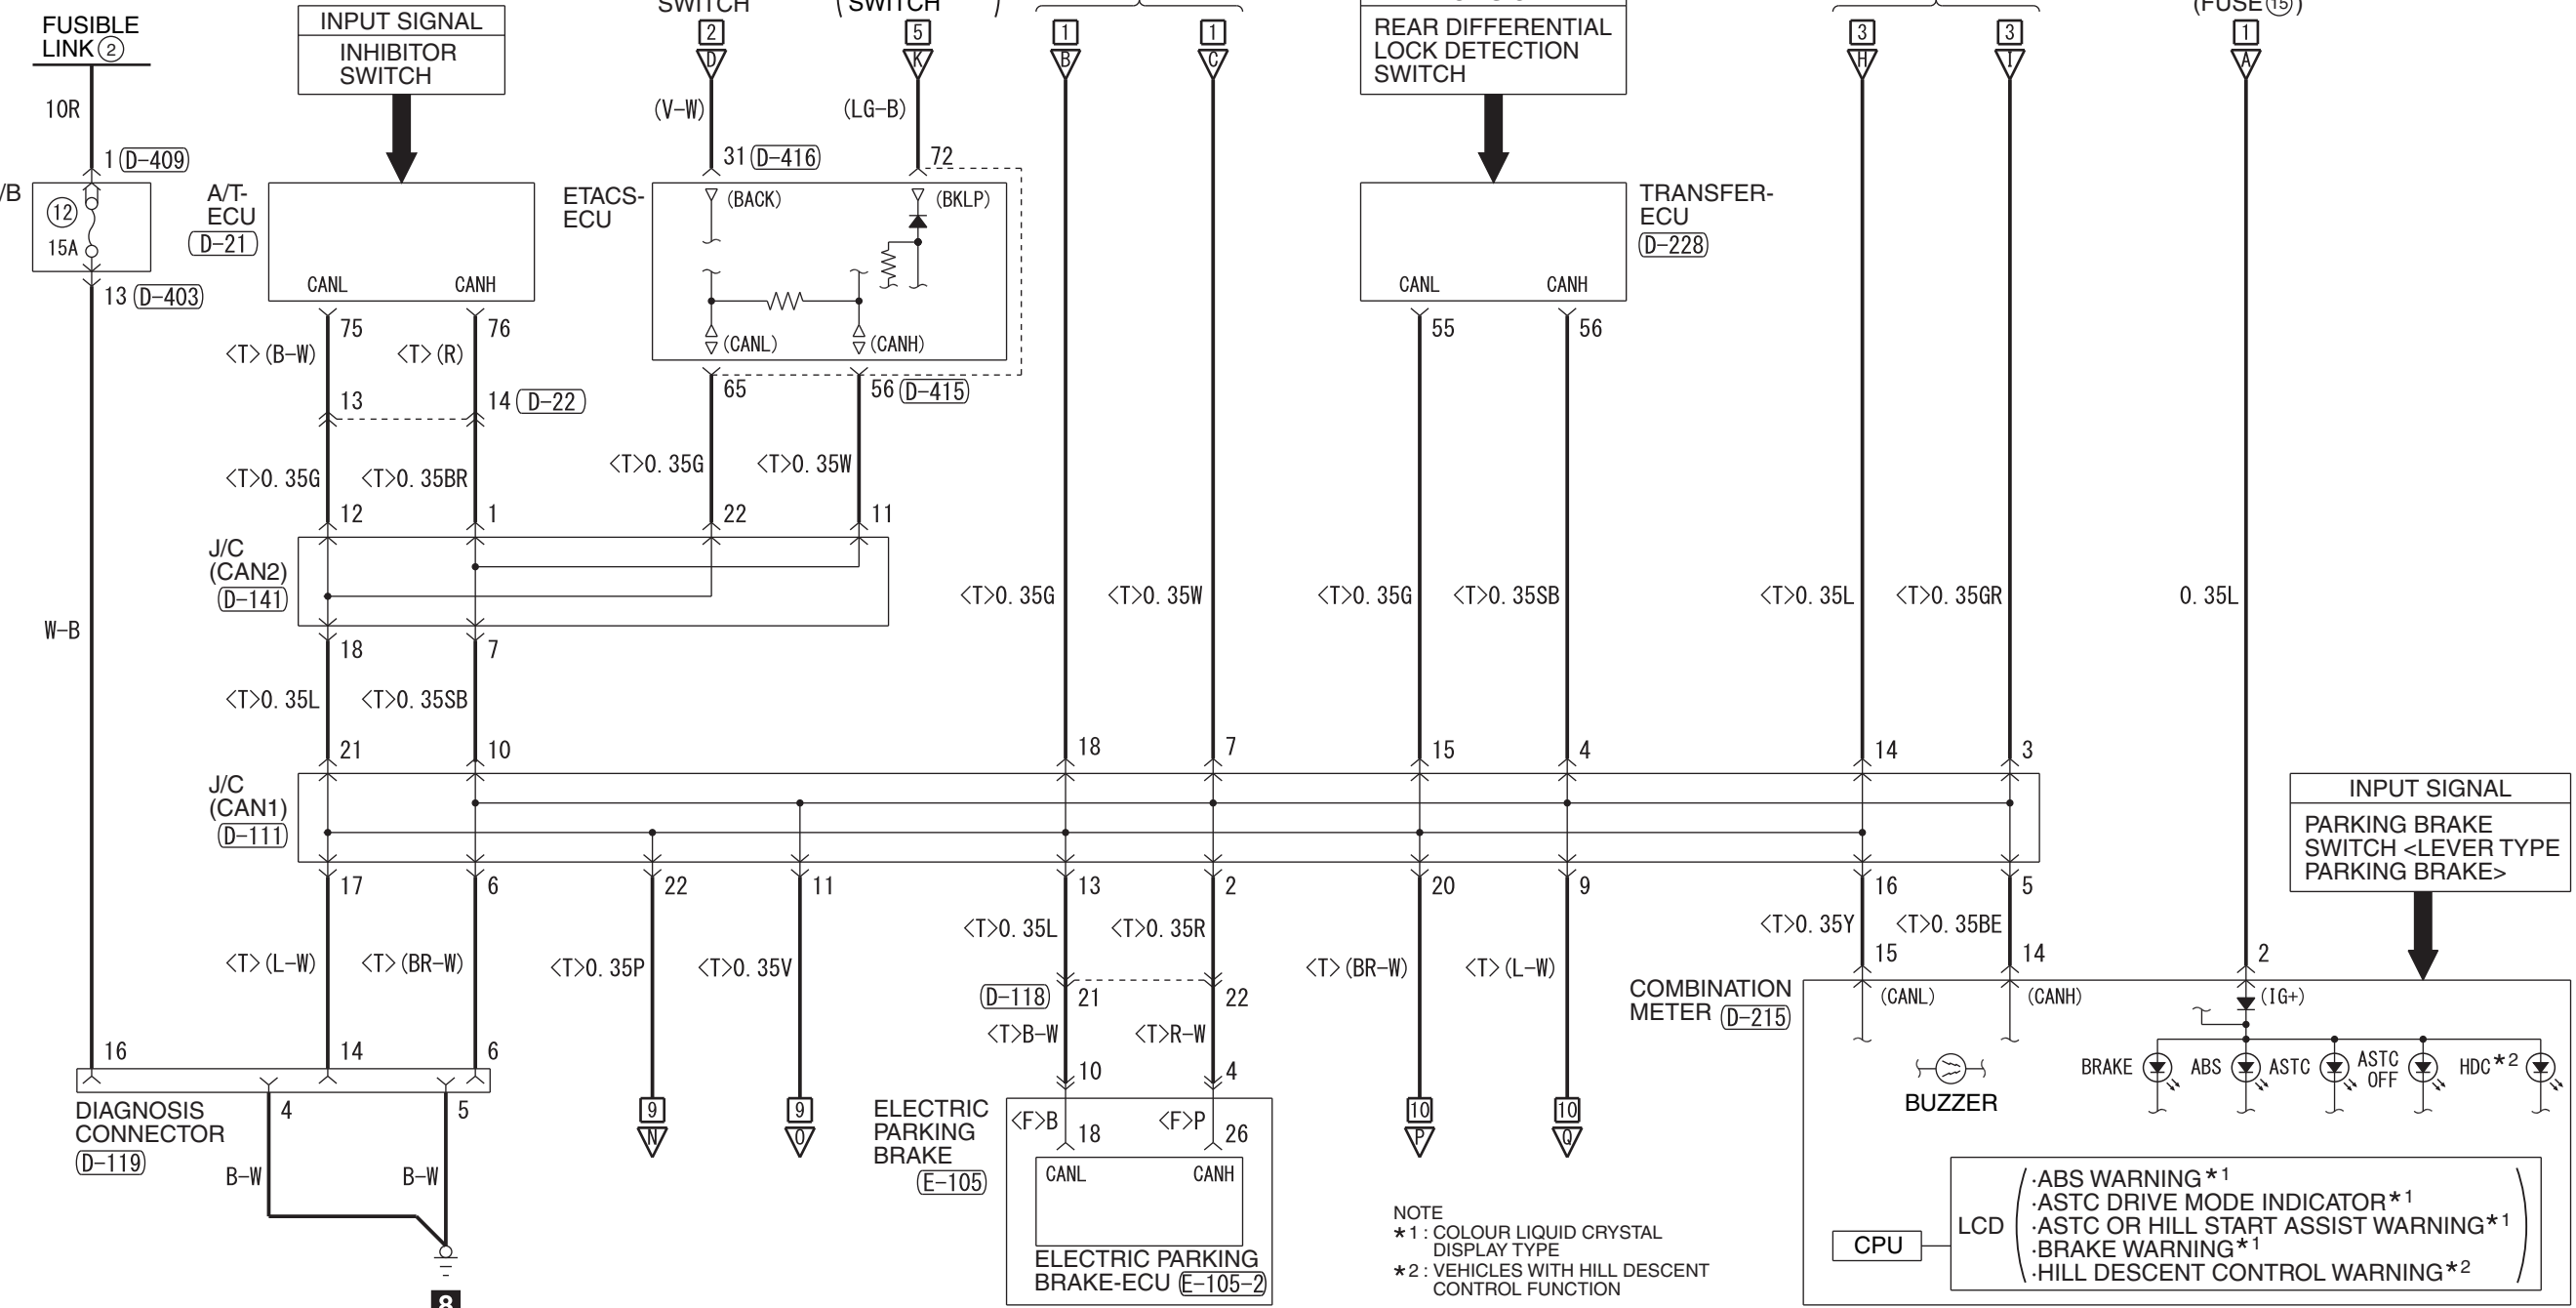 FUSIBLE
LINK②
10R
1 (D-409)
/B
⑫
15A
13 (D-403)
W-B
INPUT SIGNAL
INHIBITOR
SWITCH
A/T-
ECU
(D-21)
CANL CANH
75 76
<T>(B-W) <T>(R)
13 14 (D-22)
<T>0.35G <T>0.35BR
12 1
SWITCH
(SWITCH )
2 5
D K
(V-W) (LG-B)
31 (D-416) 72
ETACS-
ECU
(BACK) (BKLP)
(CANL) (CANH)
65 56 (D-415)
<T>0.35G <T>0.35W
22 11
J/C
(CAN2)
(D-141)
18 7
<T>0.35L <T>0.35SB
21 10
1 1
B C
<T>0.35G <T>0.35W
18 7
REAR DIFFERENTIAL
LOCK DETECTION
SWITCH
TRANSFER-
ECU
(D-228)
CANL CANH
55 56
<T>0.35G <T>0.35SB
15 4
3 3
H I
<T>0.35L <T>0.35GR
14 3
(FUSE⑮)
1
A
0.35L
J/C
(CAN1)
(D-111)
17 6 22 11 13 2 20 9 16 5
<T>(L-W) <T>(BR-W) <T>0.35P <T>0.35V
<T>0.35L <T>0.35R
(D-118) 21 22
<T>B-W <T>R-W
10 4
<T>(BR-W) <T>(L-W)
<T>0.35Y <T>0.35BE
15 14 2
16 14 6
DIAGNOSIS
CONNECTOR
(D-119)
4 5
B-W B-W
8
9 9
N O
ELECTRIC
PARKING
BRAKE
(E-105)
<F>B <F>P
18 26
CANL CANH
ELECTRIC PARKING
BRAKE-ECU (E-105-2)
10 10
P Q
NOTE
*1 : COLOUR LIQUID CRYSTAL
DISPLAY TYPE
*2 : VEHICLES WITH HILL DESCENT
CONTROL FUNCTION
INPUT SIGNAL
PARKING BRAKE
SWITCH <LEVER TYPE
PARKING BRAKE>
COMBINATION
METER (D-215)
(CANL) (CANH) (IG+)
BUZZER
BRAKE ABS ASTC ASTC
OFF HDC*2
CPU
LCD
·ABS WARNING*1
·ASTC DRIVE MODE INDICATOR*1
·ASTC OR HILL START ASSIST WARNING*1
·BRAKE WARNING*1
·HILL DESCENT CONTROL WARNING*2